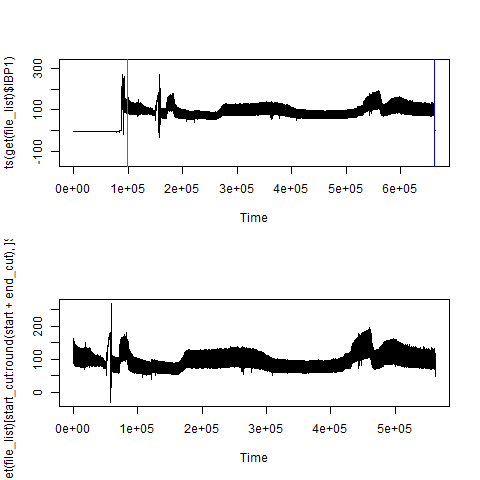 ts(get(file_list)$IBP1)
300
100
-100
0e+00 1e+05 2e+05 3e+05 4e+05 5e+05 6e+05
Time
et(file_list)[start_cut:round(start + end_cut), ]$
200
100
0
0e+00 1e+05 2e+05 3e+05 4e+05 5e+05
Time